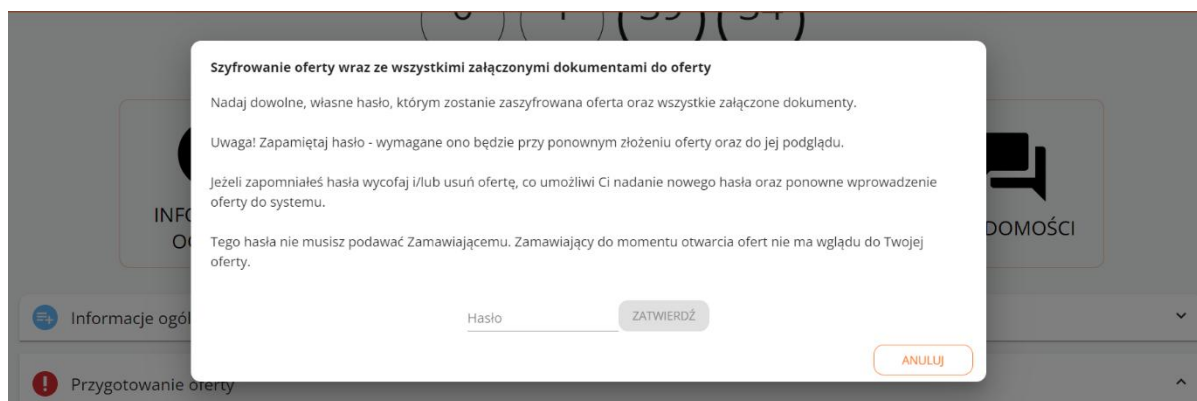 Szyfrowanie oferty wraz ze wszystkimi załączonymi dokumentami do oferty
Nadaj dowolne, własne hasło, którym zostanie zaszyfrowana oferta oraz wszystkie załączone dokumenty.
Uwaga! Zapamiętaj hasło - wymagane ono będzie przy ponownym złożeniu oferty oraz do jej podglądu.
Jeżeli zapomniałeś hasła wycofaj i/lub usuń ofertę, co umożliwi Ci nadanie nowego hasła oraz ponowne wprowadzenie
oferty do systemu.
Tego hasła nie musisz podawać Zamawiającemu. Zamawiający do momentu otwarcia ofert nie ma wglądu do Twojej
oferty.
DOMOŚCI
Hasło ZATWIERDŹ
Informacje ogól
ANULUJ
Przygotowanie oferty